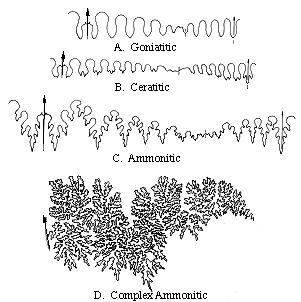 A. Goniatitic
B. Ceratitic
C. Ammonitic
D. Complex Ammonitic